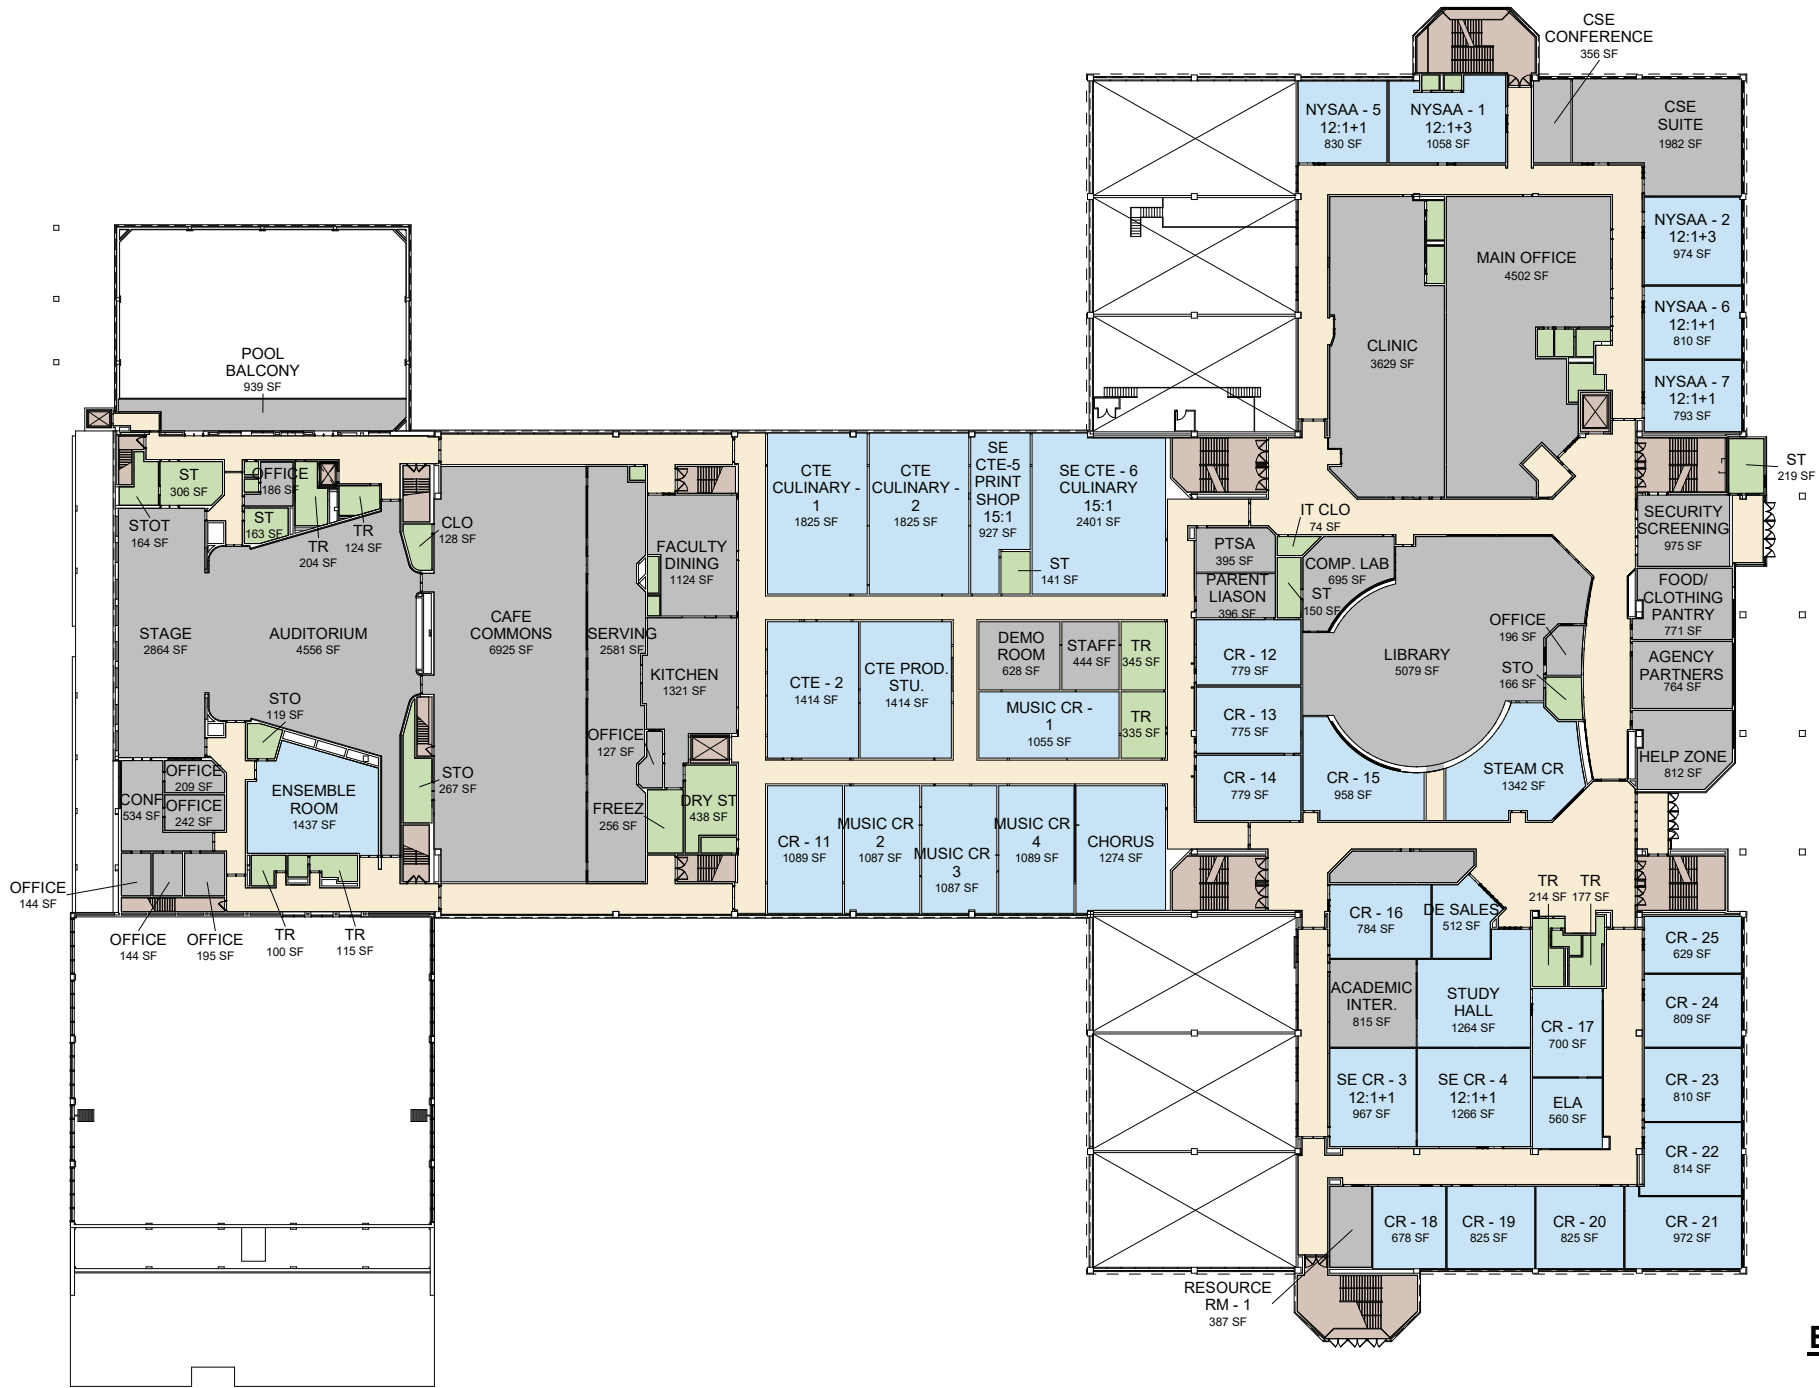 CSE
CONFERENCE
356 SF
NYSAA - 5
12:1+1
830 SF
NYSAA - 1
12:1+3
1058 SF
CSE
SUITE
1982 SF
NYSAA - 2
12:1+3
974 SF
MAIN OFFICE
4502 SF
NYSAA - 6
12:1+1
810 SF
CLINIC
3629 SF
NYSAA - 7
12:1+1
793 SF
POOL
BALCONY
939 SF
ST
306 SF
OFFICE
186 SF
STOT
164 SF
ST
163 SF
TR
204 SF
TR
124 SF
CLO
128 SF
CTE
CULINARY -
1
1825 SF
CTE
CULINARY -
2
1825 SF
SE
CTE-5
PRINT
SHOP
15:1
927 SF
SE CTE - 6
CULINARY
15:1
2401 SF
ST
141 SF
ST
219 SF
IT CLO
74 SF
SECURITY
SCREENING
975 SF
PTSA
395 SF
COMP. LAB
695 SF
PARENT
LIASON
396 SF
ST
150 SF
FOOD/
CLOTHING
PANTRY
771 SF
FACULTY
DINING
1124 SF
STAGE
2864 SF
AUDITORIUM
4556 SF
CAFE
COMMONS
6925 SF
SERVING
2581 SF
KITCHEN
1321 SF
CTE - 2
1414 SF
CTE PROD.
STU.
1414 SF
DEMO
ROOM
628 SF
STAFF
444 SF
TR
345 SF
MUSIC CR -
1
1055 SF
TR
335 SF
CR - 12
779 SF
LIBRARY
5079 SF
OFFICE
196 SF
STO
166 SF
AGENCY
PARTNERS
764 SF
CR - 13
775 SF
STO
119 SF
OFFICE
127 SF
HELP ZONE
812 SF
OFFICE
209 SF
CONF
534 SF
OFFICE
242 SF
ENSEMBLE
ROOM
1437 SF
STO
267 SF
FREEZ
256 SF
DRY ST
438 SF
CR - 14
779 SF
CR - 15
958 SF
STEAM CR
1342 SF
CR - 11
1089 SF
MUSIC CR -
2
1087 SF
MUSIC CR -
3
1087 SF
MUSIC CR -
4
1089 SF
CHORUS
1274 SF
OFFICE
144 SF
OFFICE
144 SF
OFFICE
195 SF
TR
100 SF
TR
115 SF
CR - 16
784 SF
DE SALES
512 SF
TR
214 SF
TR
177 SF
CR - 25
629 SF
ACADEMIC
INTER.
815 SF
STUDY
HALL
1264 SF
CR - 24
809 SF
CR - 17
700 SF
SE CR - 3
12:1+1
967 SF
SE CR - 4
12:1+1
1266 SF
ELA
560 SF
CR - 23
810 SF
CR - 22
814 SF
CR - 18
678 SF
CR - 19
825 SF
CR - 20
825 SF
CR - 21
972 SF
RESOURCE
RM - 1
387 SF